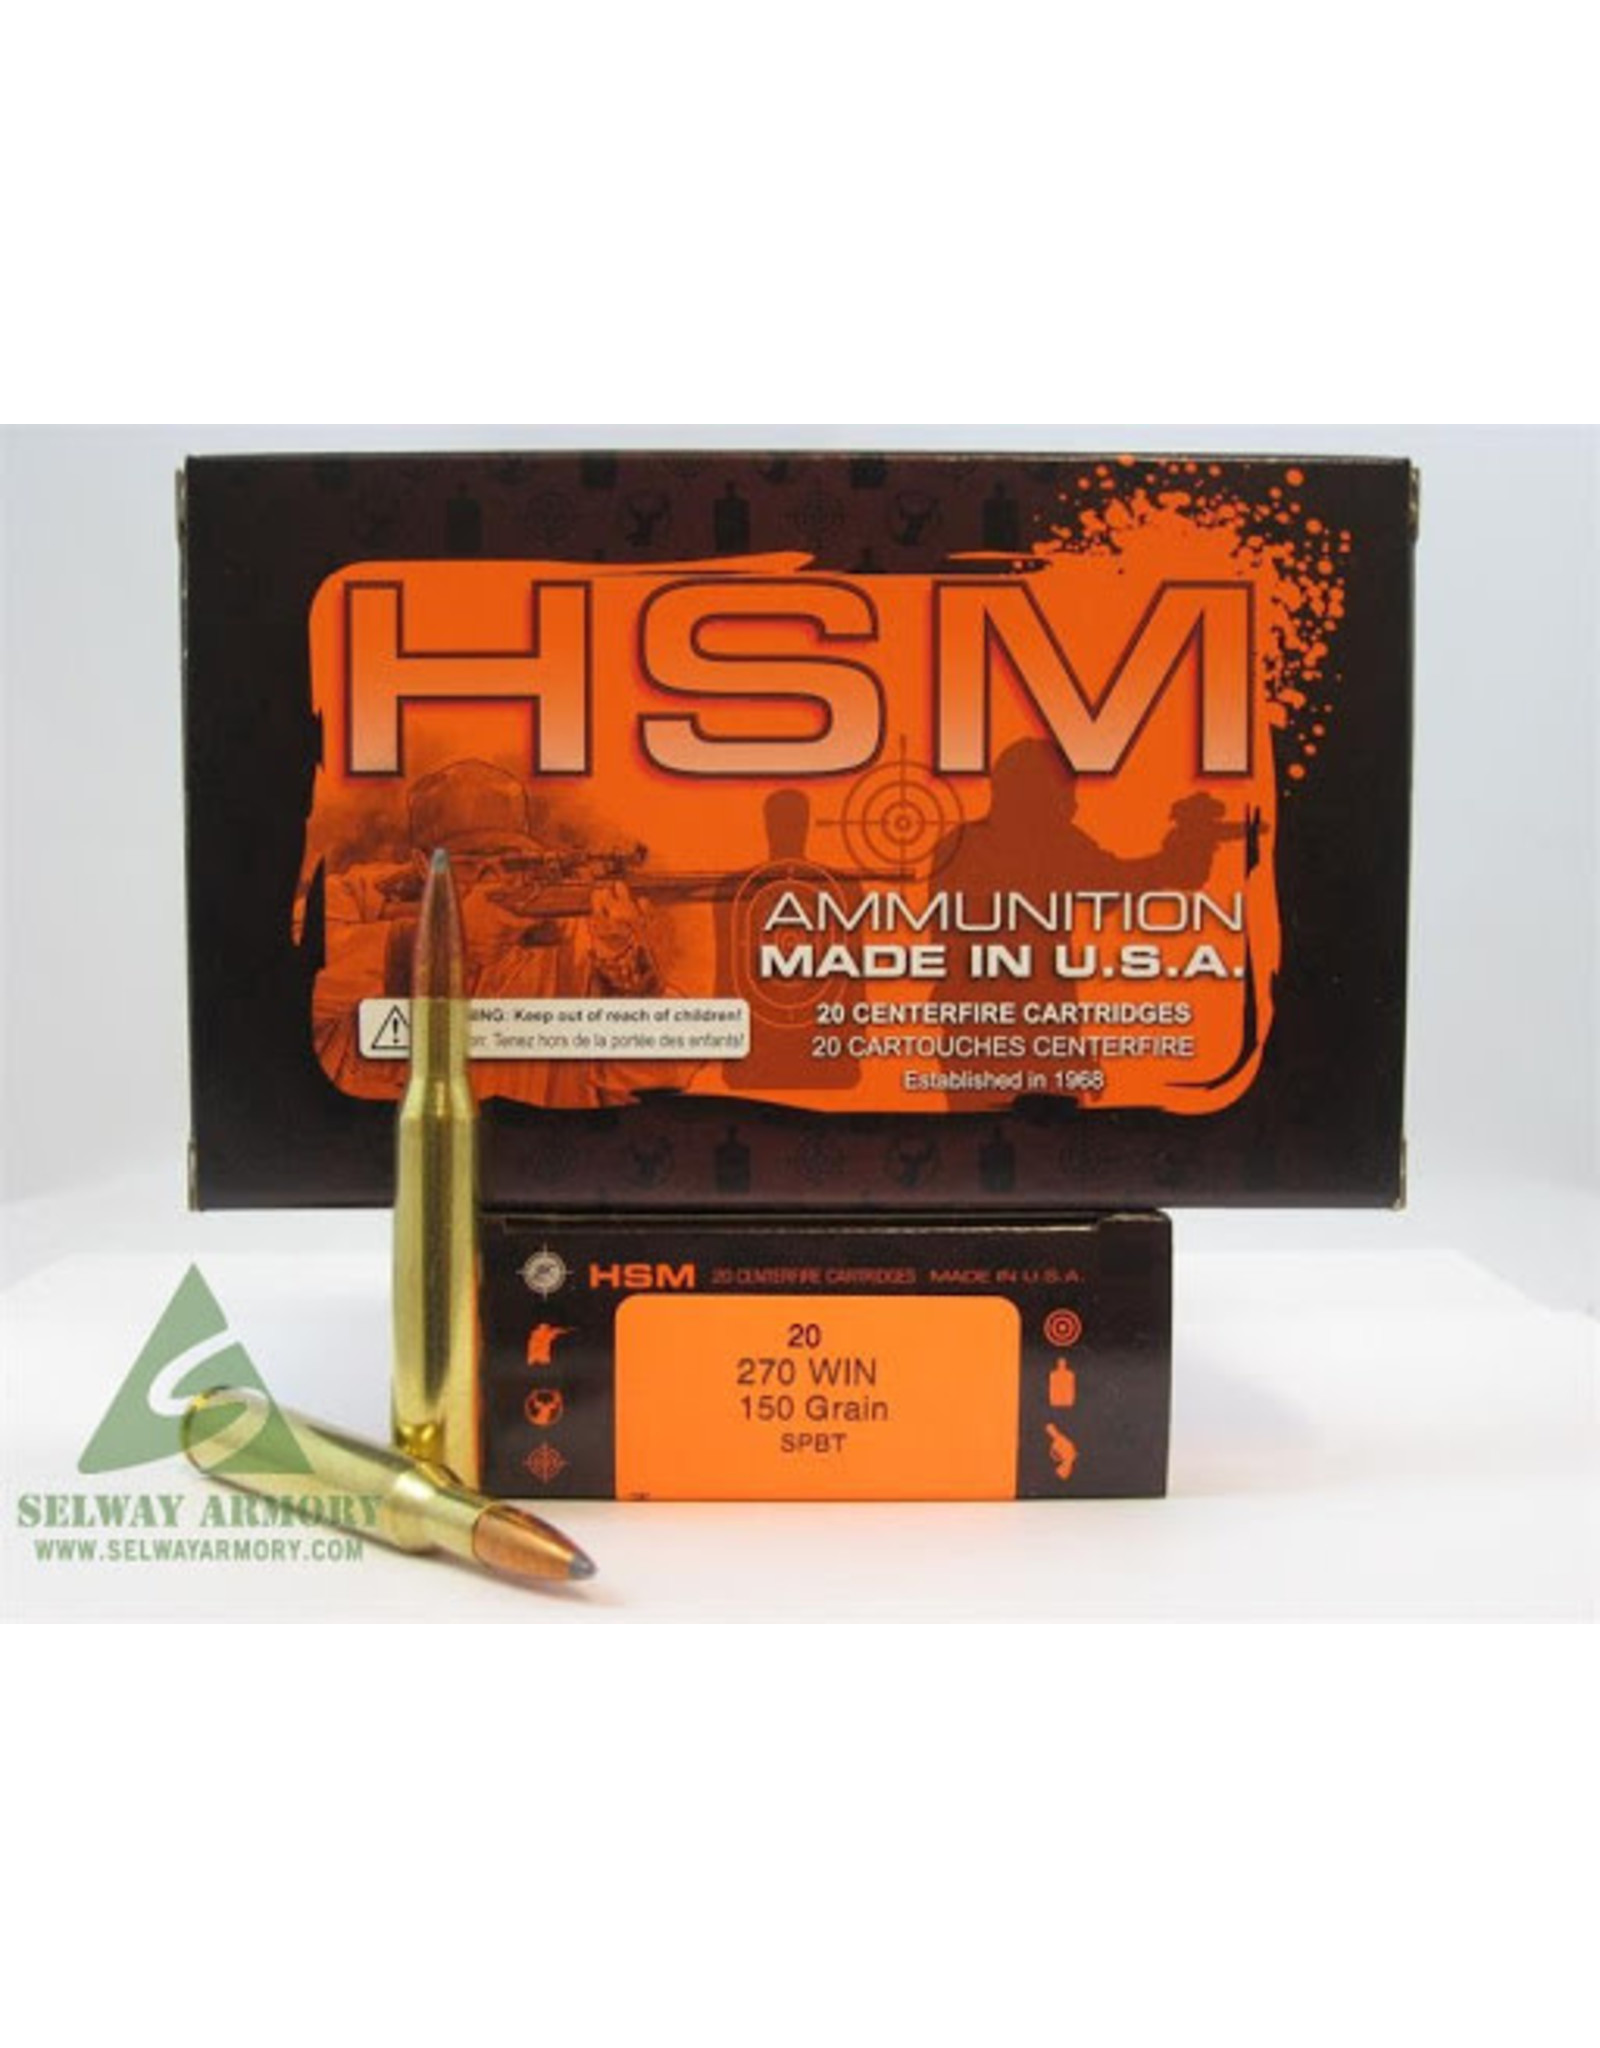 HSM
AMMUNITION
MADE IN U.S.A.
20 CENTERFIRE CARTRIDGES
20 CARTOUCHES CENTERFIRE
Established in 1968
Keep out of reach of children!
Tenez hors de la portée des enfants!
HSM 20 CENTERFIRE CARTRIDGES MADE IN U.S.A.
20
270 WIN
150 Grain
SPBT
SELWAY ARMORY
WWW.SELWAYARMORY.COM